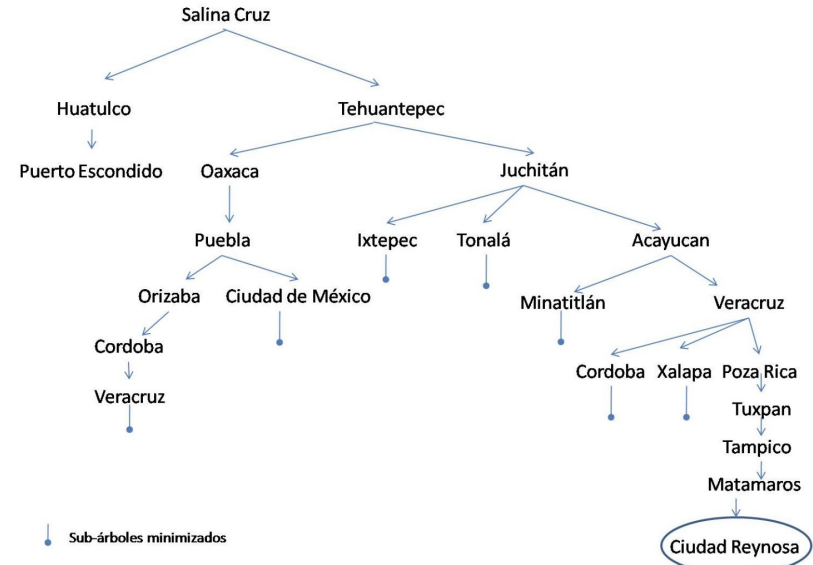 Salina Cruz
Huatulco
Tehuantepec
Puerto Escondido
Oaxaca
Juchitán
Puebla
Ixtepec
Tonalá
Acayucan
Orizaba
Ciudad de México
Minatitlán
Veracruz
Cordoba
Cordoba
Xalapa
Poza Rica
Veracruz
Tuxpan
Tampico
Matamaros
Sub-árboles minimizados
Ciudad Reynosa